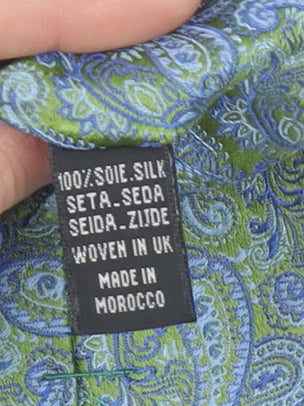 100% SOIE.SILK
SETA.SEDA
SEIDA.ZIJDE
WOVEN IN UK
MADE IN
MOROCCO